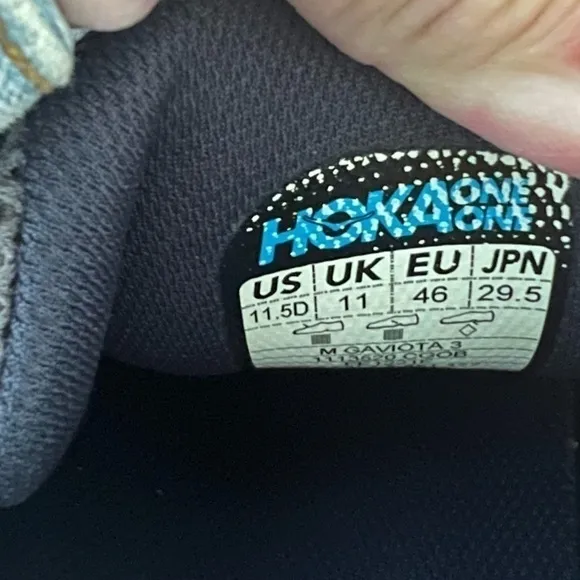 HOKA ONE ONE
US UK EU JPN
11.5D 11 46 29.5
M GAVIOTA 3